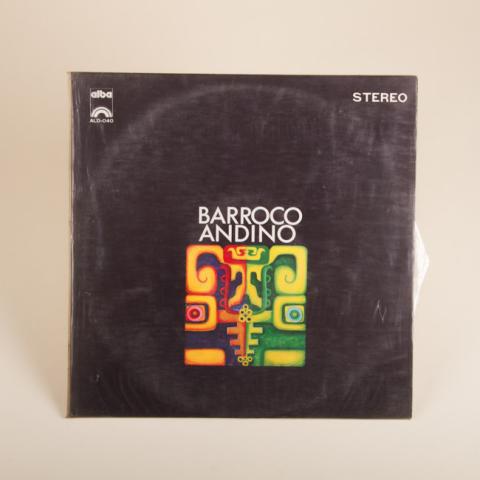 alba
ALD-040
STEREO
BARROCO
ANDINO